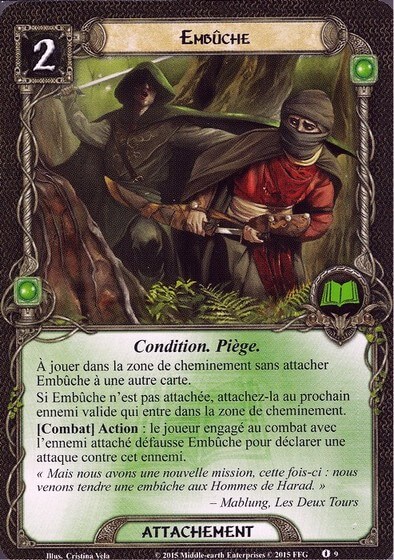 2
EMBÛCHE
Condition. Piège.
À jouer dans la zone de cheminement sans attacher
Embûche à une autre carte.
Si Embûche n'est pas attachée, attachez-la au prochain
ennemi valide qui entre dans la zone de cheminement.
[Combat] Action : le joueur engagé au combat avec
l'ennemi attaché défausse Embûche pour déclarer une
attaque contre cet ennemi.
« Mais nous avons une nouvelle mission, cette fois-ci : nous
venons tendre une embûche aux Hommes de Harad. »
– Mablung, Les Deux Tours
ATTACHEMENT
Illus. Cristina Vela © 2015 Middle-earth Enterprises © 2015 FFG 9